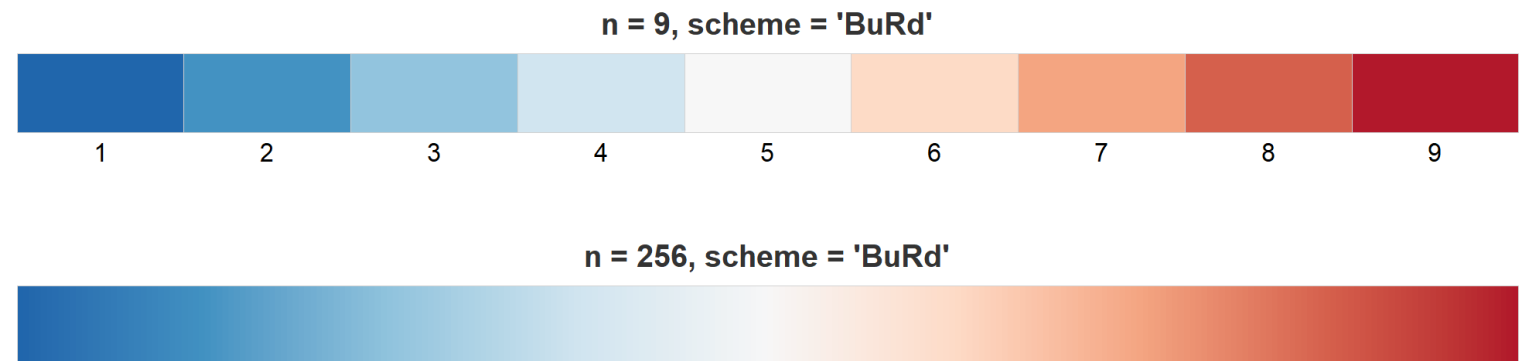 n = 9, scheme = 'BuRd'
1 2 3 4 5 6 7 8 9
n = 256, scheme = 'BuRd'